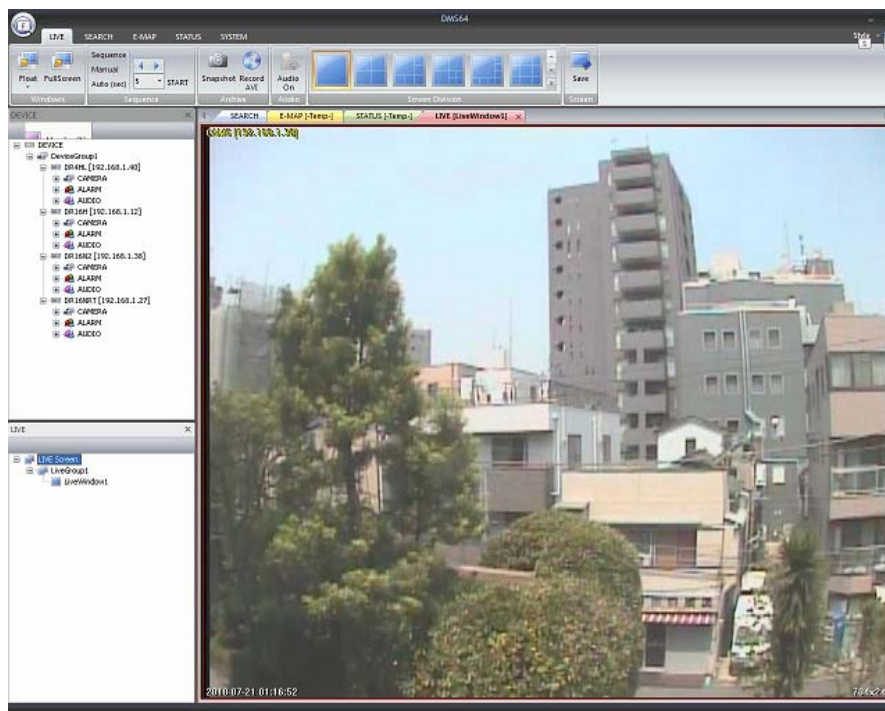 DMS64
LIVE SEARCH E-MAP STATUS SYSTEM
Style
S
Float FullScreen
Windows
Sequence
Manual
Auto (sec) 5 START
Sequence
Snapshot Record
AVI
Archive
Audio
On
Audio
Screen Division
Save
Screen
DEVICE
SEARCH E-MAP [-Temp-] STATUS [-Temp-] LIVE [LiveWindow1]
DEVICE
DeviceGroup1
DR4HL [192.168.1.40]
CAMERA
ALARM
AUDIO
DR16H [192.168.1.12]
CAMERA
ALARM
AUDIO
DR16N2 [192.168.1.38]
CAMERA
ALARM
AUDIO
DR16NRT [192.168.1.27]
CAMERA
ALARM
AUDIO
LIVE
LIVE Screen
LiveGroup1
LiveWindow1
2010-07-21 01:16:52